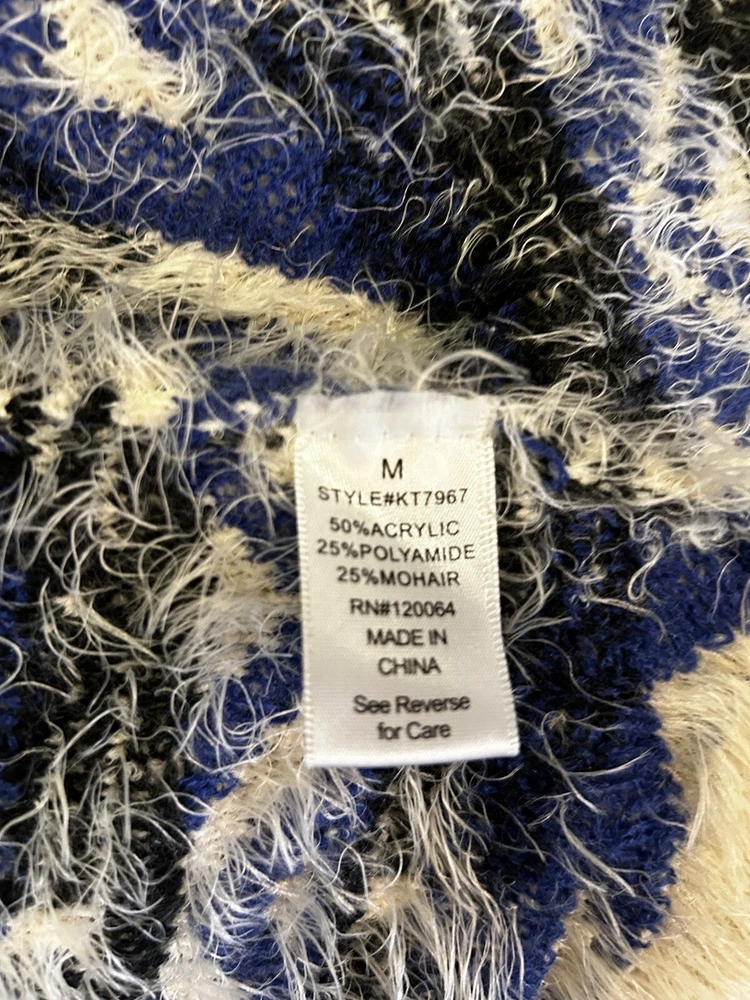 M
STYLE#KT7967
50%ACRYLIC
25%POLYAMIDE
25%MOHAIR
RN#120064
MADE IN
CHINA
See Reverse
for Care